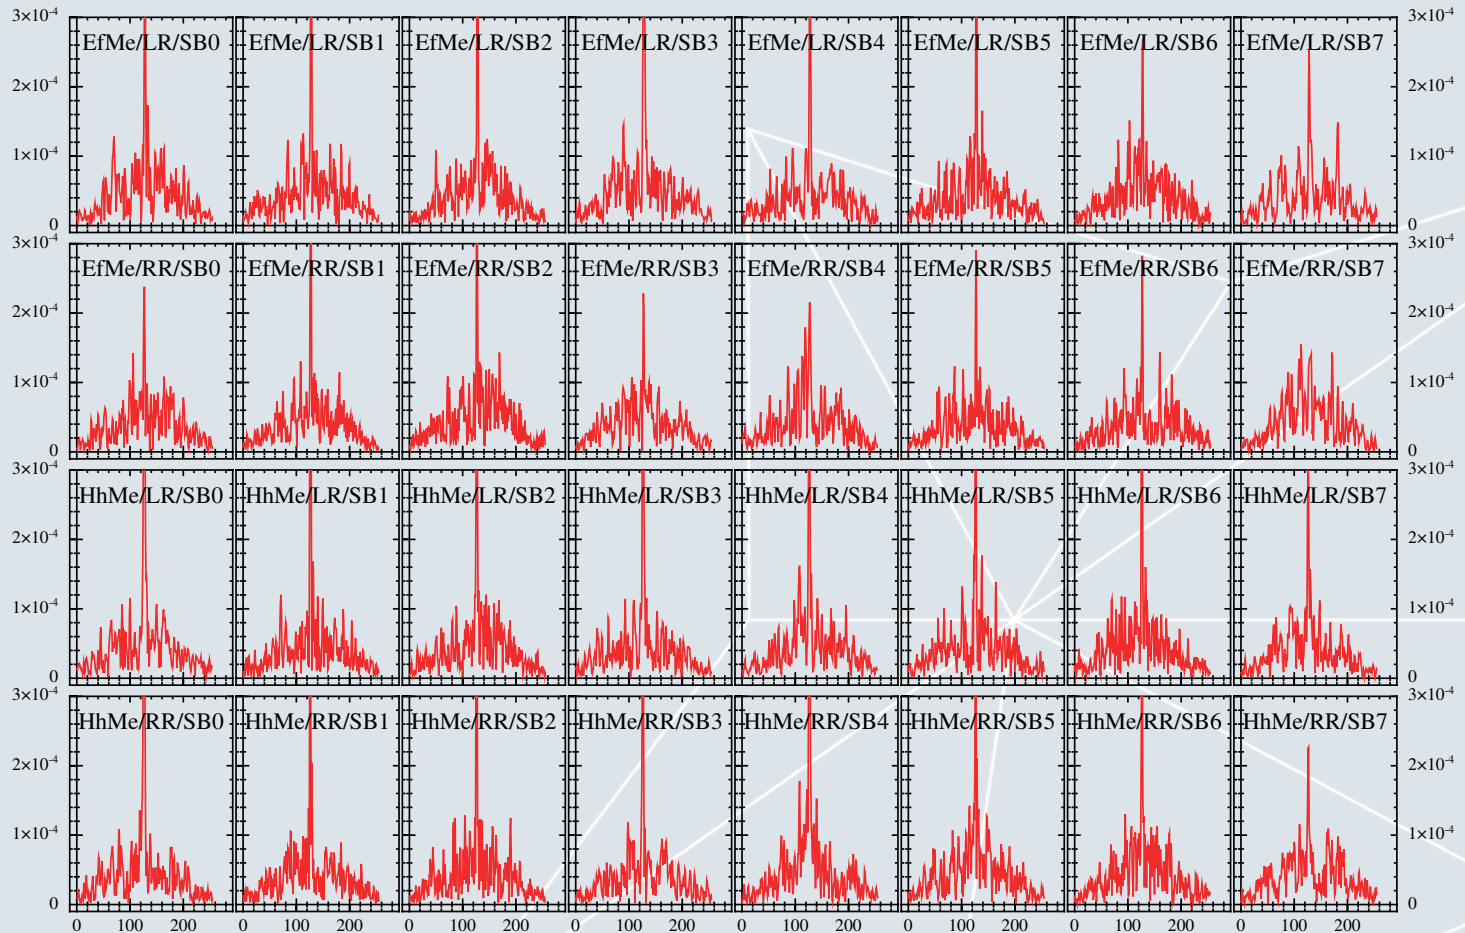 3×10⁻⁴ EfMe/LR/SB0 EfMe/LR/SB1 EfMe/LR/SB2 EfMe/LR/SB3 EfMe/LR/SB4 EfMe/LR/SB5 EfMe/LR/SB6 EfMe/LR/SB7 3×10⁻⁴
2×10⁻⁴ 2×10⁻⁴
1×10⁻⁴ 1×10⁻⁴
0 0
3×10⁻⁴ EfMe/RR/SB0 EfMe/RR/SB1 EfMe/RR/SB2 EfMe/RR/SB3 EfMe/RR/SB4 EfMe/RR/SB5 EfMe/RR/SB6 EfMe/RR/SB7 3×10⁻⁴
2×10⁻⁴ 2×10⁻⁴
1×10⁻⁴ 1×10⁻⁴
0 0
3×10⁻⁴ HhMe/LR/SB0 HhMe/LR/SB1 HhMe/LR/SB2 HhMe/LR/SB3 HhMe/LR/SB4 HhMe/LR/SB5 HhMe/LR/SB6 HhMe/LR/SB7 3×10⁻⁴
2×10⁻⁴ 2×10⁻⁴
1×10⁻⁴ 1×10⁻⁴
0 0
3×10⁻⁴ HhMe/RR/SB0 HhMe/RR/SB1 HhMe/RR/SB2 HhMe/RR/SB3 HhMe/RR/SB4 HhMe/RR/SB5 HhMe/RR/SB6 HhMe/RR/SB7 3×10⁻⁴
2×10⁻⁴ 2×10⁻⁴
1×10⁻⁴ 1×10⁻⁴
0 0
0 100 200 0 100 200 0 100 200 0 100 200 0 100 200 0 100 200 0 100 200 0 100 200